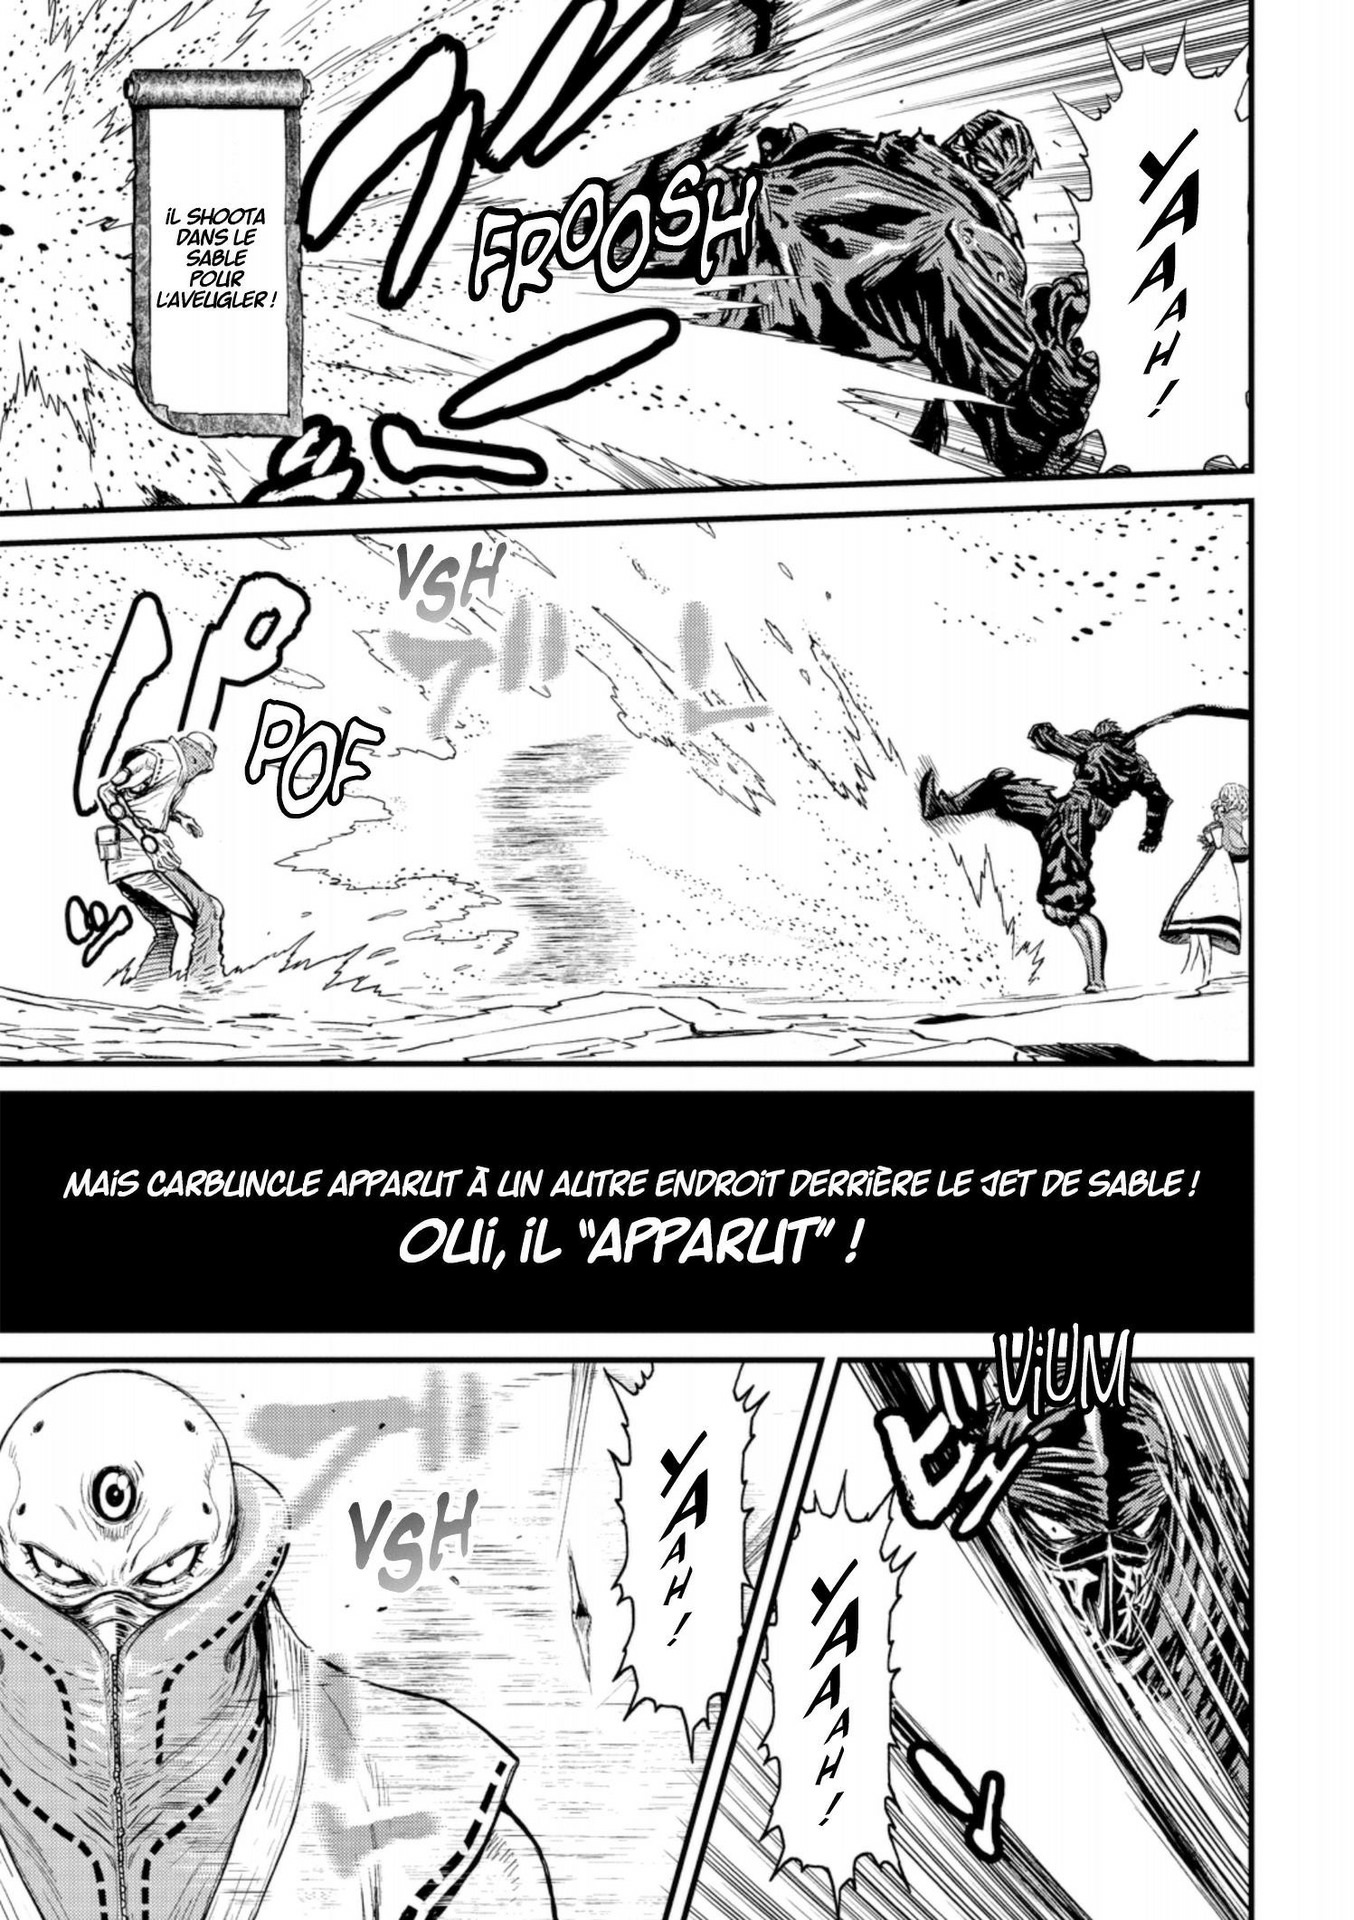 YAAAH!
FROOSH
iL SHOOTA
DANS LE
SABLE
POUR
L'AVEUGLER !
VSH
POF
MAiS CARBUNCLE APPARUT À UN AUTRE ENDROiT DERRiÈRE LE JET DE SABLE !
OUi, iL "APPARUT" !
ViUM
YAAAH!
YAAH!
VSH